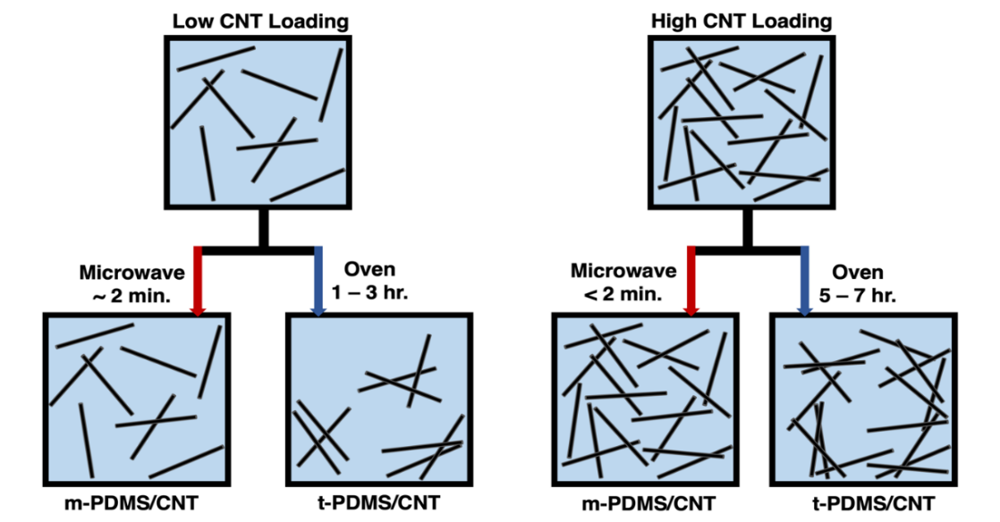 Low CNT Loading
High CNT Loading
Microwave
~ 2 min.
Oven
1 – 3 hr.
Microwave
< 2 min.
Oven
5 – 7 hr.
m-PDMS/CNT
t-PDMS/CNT
m-PDMS/CNT
t-PDMS/CNT